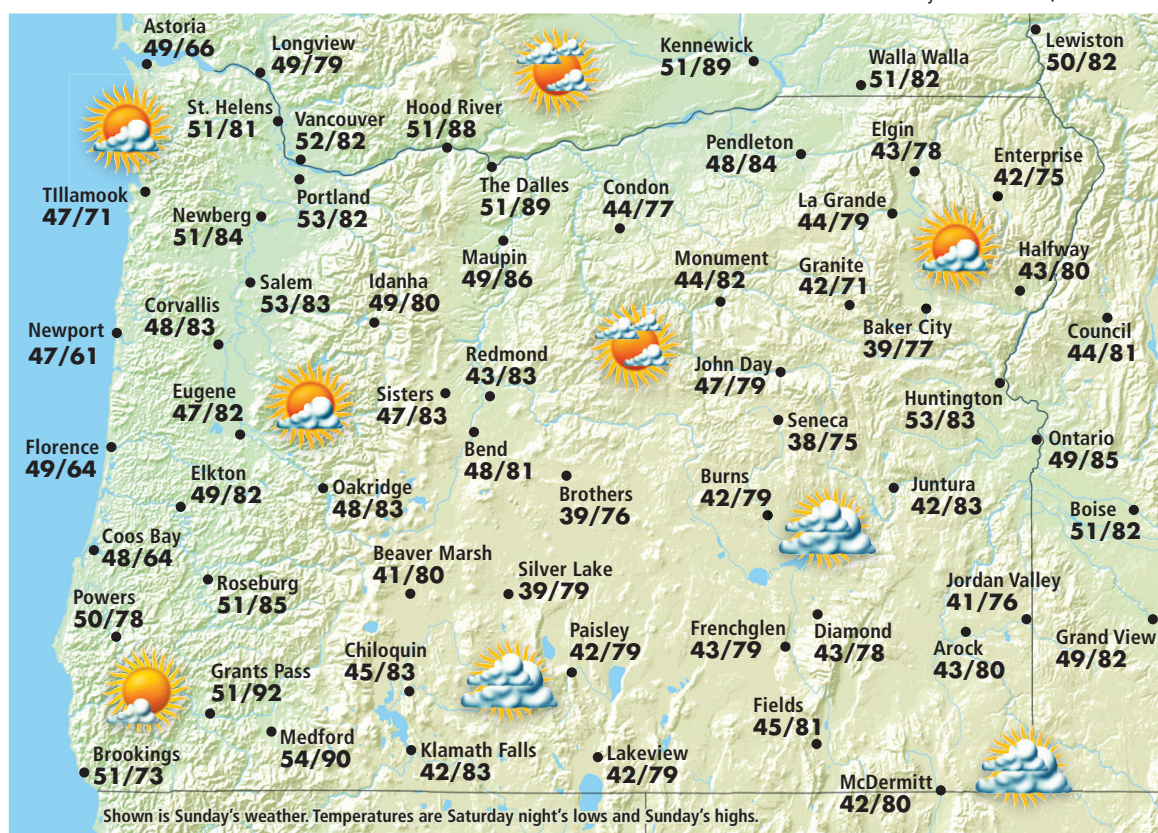 Astoria
49/66
Longview
49/79
Kennewick
51/89
Walla Walla
51/82
Lewiston
50/82
St. Helens
51/81
Vancouver
52/82
Hood River
51/88
Pendleton
48/84
Elgin
43/78
Enterprise
42/75
TIllamook
47/71
Newberg
51/84
Portland
53/82
The Dalles
51/89
Condon
44/77
La Grande
44/79
Maupin
49/86
Monument
44/82
Granite
42/71
Halfway
43/80
Salem
53/83
Idanha
49/80
Corvallis
48/83
Newport
47/61
Baker City
39/77
Council
44/81
Redmond
43/83
John Day
47/79
Eugene
47/82
Sisters
47/83
Huntington
53/83
Seneca
38/75
Florence
49/64
Bend
48/81
Ontario
49/85
Elkton
49/82
Oakridge
48/83
Brothers
39/76
Burns
42/79
Juntura
42/83
Boise
51/82
Coos Bay
48/64
Beaver Marsh
41/80
Silver Lake
39/79
Roseburg
51/85
Jordan Valley
41/76
Powers
50/78
Paisley
42/79
Frenchglen
43/79
Diamond
43/78
Arock
43/80
Grand View
49/82
Chiloquin
45/83
Grants Pass
51/92
Fields
45/81
Medford
54/90
Klamath Falls
42/83
Lakeview
42/79
Brookings
51/73
McDermitt
42/80
Shown is Sunday's weather. Temperatures are Saturday night's lows and Sunday's highs.